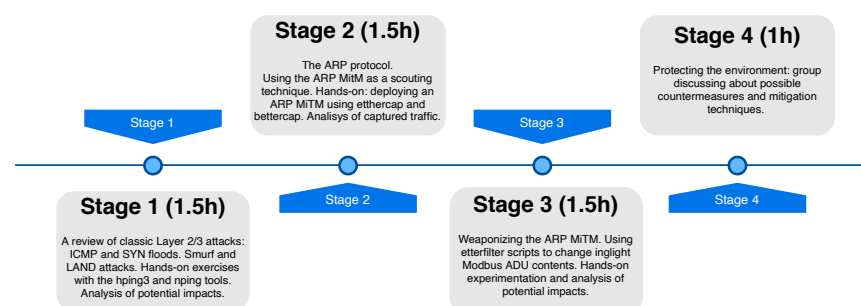 Stage 2 (1.5h)
The ARP protocol.
Using the ARP MitM as a scouting
technique. Hands-on: deploying an
ARP MiTM using etthercap and
bettercap. Analisys of captured traffic.
Stage 4 (1h)
Protecting the environment: group
discussing about possible
countermeasures and mitigation
techniques.
Stage 1
Stage 3
Stage 1 (1.5h)
A review of classic Layer 2/3 attacks:
ICMP and SYN floods. Smurf and
LAND attacks. Hands-on exercises
with the hping3 and nping tools.
Analysis of potential impacts.
Stage 2
Stage 3 (1.5h)
Weaponizing the ARP MiTM. Using
etterfilter scripts to change inglight
Modbus ADU contents. Hands-on
experimentation and analysis of
potential impacts.
Stage 4